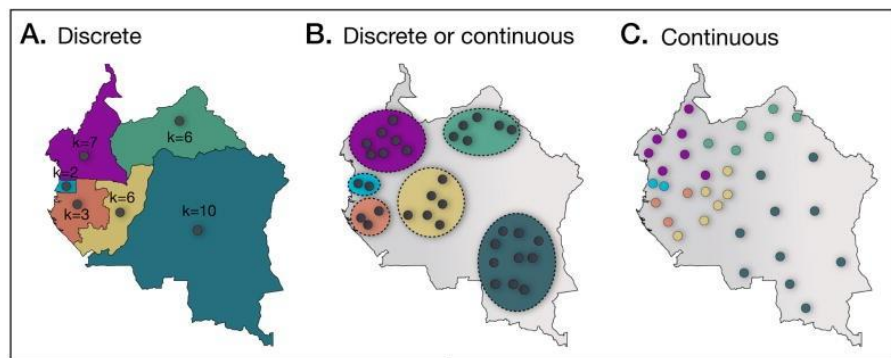 A. Discrete
B. Discrete or continuous
C. Continuous
k=7
k=6
k=2
k=3
k=6
k=10